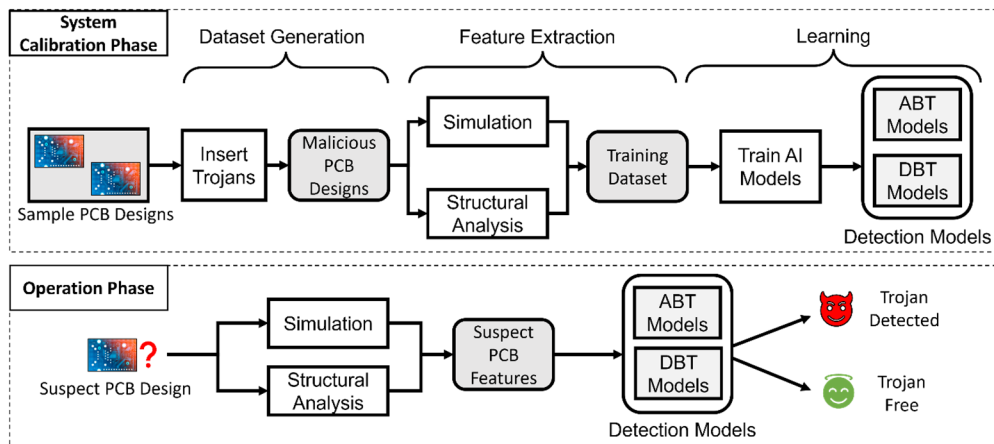 System
Calibration Phase
Dataset Generation
Feature Extraction
Learning
Sample PCB Designs
Insert
Trojans
Malicious
PCB
Designs
Simulation
Structural
Analysis
Training
Dataset
Train AI
Models
ABT
Models
DBT
Models
Detection Models
Operation Phase
?
Suspect PCB Design
Simulation
Structural
Analysis
Suspect
PCB
Features
ABT
Models
DBT
Models
Detection Models
Trojan
Detected
Trojan
Free